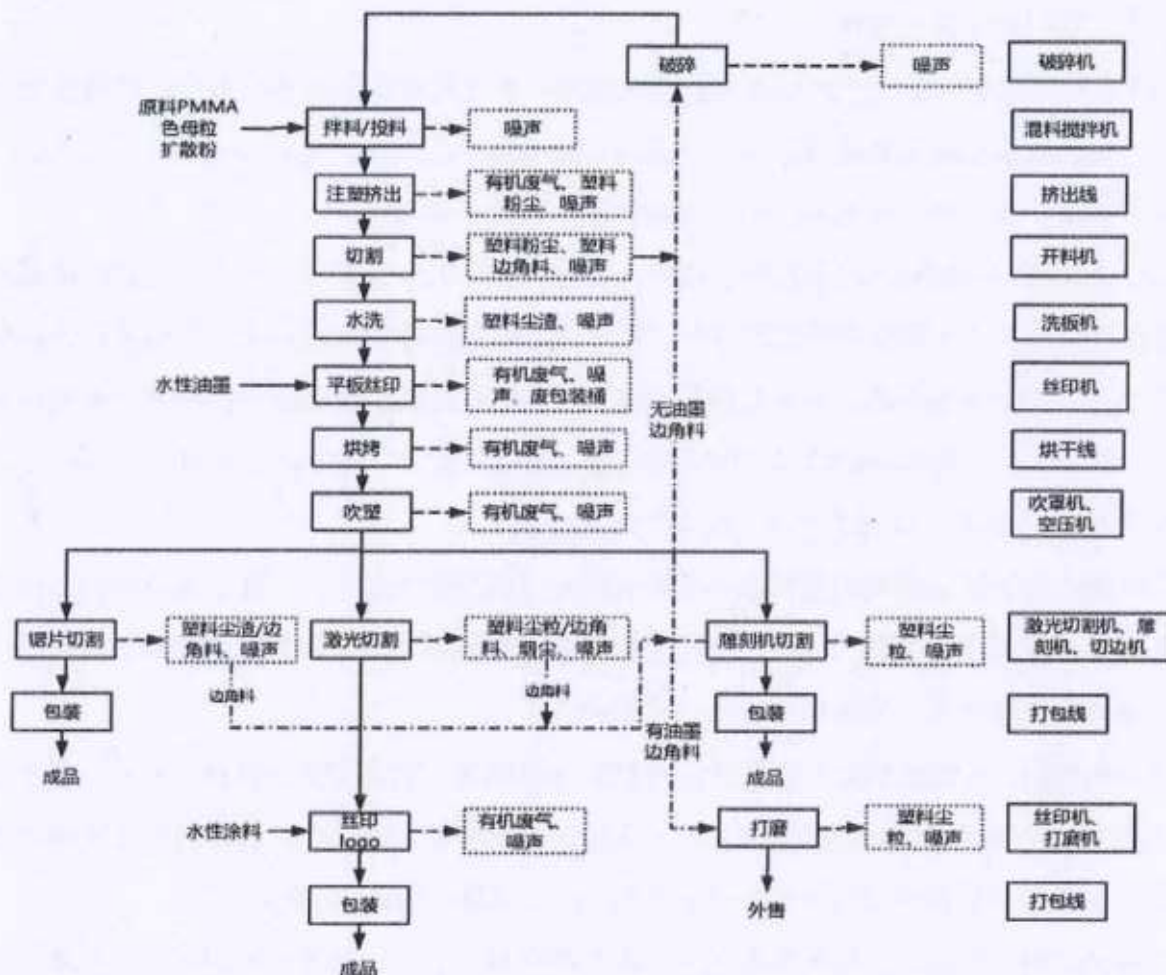 破碎
噪声
破碎机
原料PMMA
色母粒
扩散粉
拌料/投料
噪声
混料搅拌机
注塑挤出
有机废气、塑料
粉尘、噪声
挤出线
切割
塑料粉尘、塑料
边角料、噪声
开料机
水洗
塑料尘渣、噪声
洗板机
水性油墨
平板丝印
有机废气、噪
声、废包装桶
丝印机
无油墨
边角料
烘烤
有机废气、噪声
烘干线
吹塑
有机废气、噪声
吹罩机、
空压机
锯片切割
塑料尘渣/边
角料、噪声
激光切割
塑料尘粒/边角
料、烟尘、噪声
雕刻机切割
塑料尘
粒、噪声
激光切割机、雕
刻机、切边机
边角料
边角料
包装
包装
打包线
有油墨
边角料
成品
成品
水性涂料
丝印
logo
有机废气、
噪声
打磨
塑料尘
粒、噪声
丝印机、
打磨机
包装
外售
打包线
成品